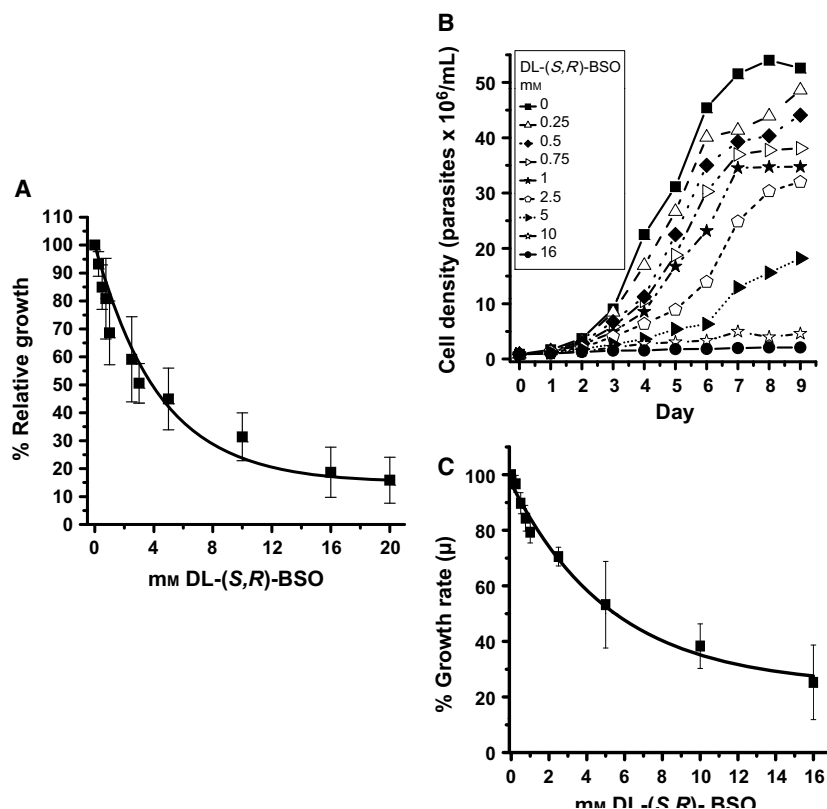 A
110
100
90
80
70
60
50
40
30
20
10
0
% Relative growth
0 4 8 12 16 20
mM DL-(S,R)-BSO
B
DL-(S,R)-BSO
mM
0
0.25
0.5
0.75
1
2.5
5
10
16
50
40
30
20
10
0
Cell density (parasites x 10⁶/mL)
0 1 2 3 4 5 6 7 8 9
Day
C
100
80
60
40
20
0
% Growth rate (µ)
0 2 4 6 8 10 12 14 16
mM DL-(S,R)- BSO